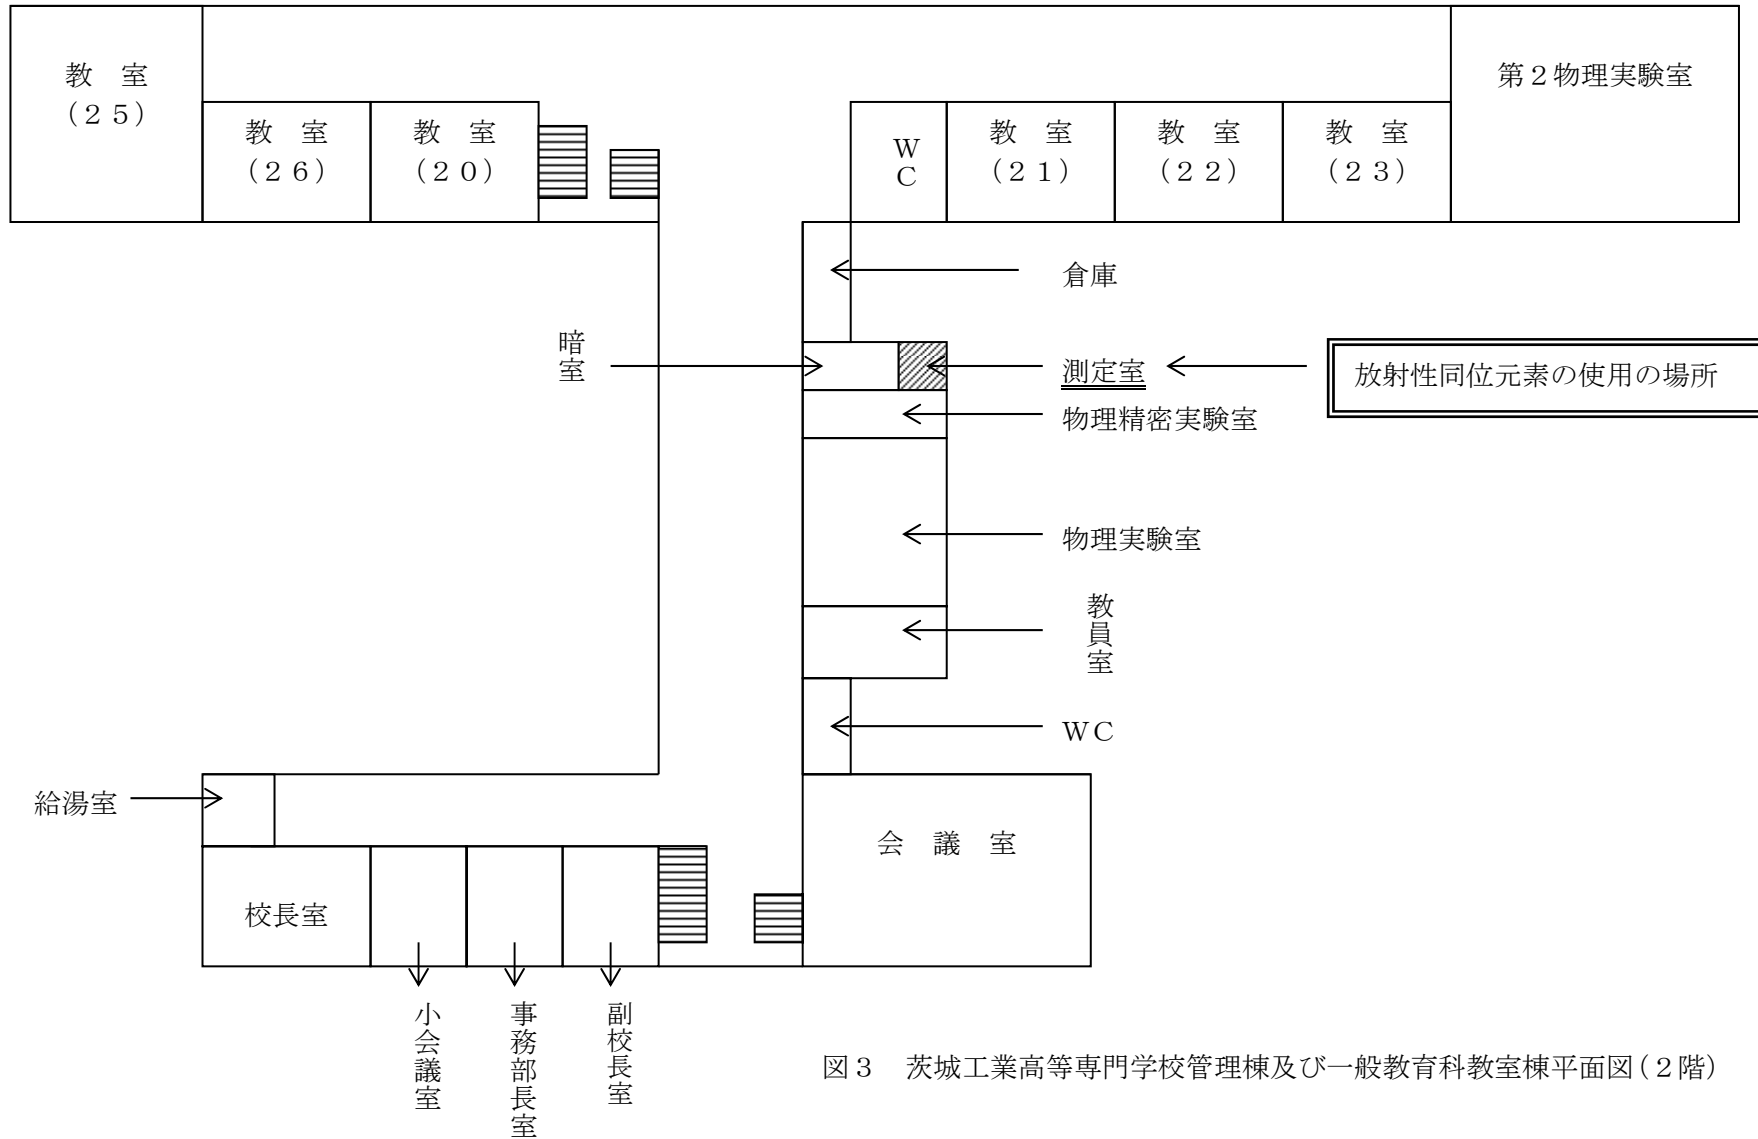 教　室
(２５)
教　室
(２６)
教　室
(２０)
ＷＣ
教　室
(２１)
教　室
(２２)
教　室
(２３)
第２物理実験室
倉庫
暗室
測定室
放射性同位元素の使用の場所
物理精密実験室
物理実験室
教員室
ＷＣ
給湯室
会　議　室
校長室
小会議室
事務部長室
副校長室
図３　茨城工業高等専門学校管理棟及び一般教育科教室棟平面図(２階)